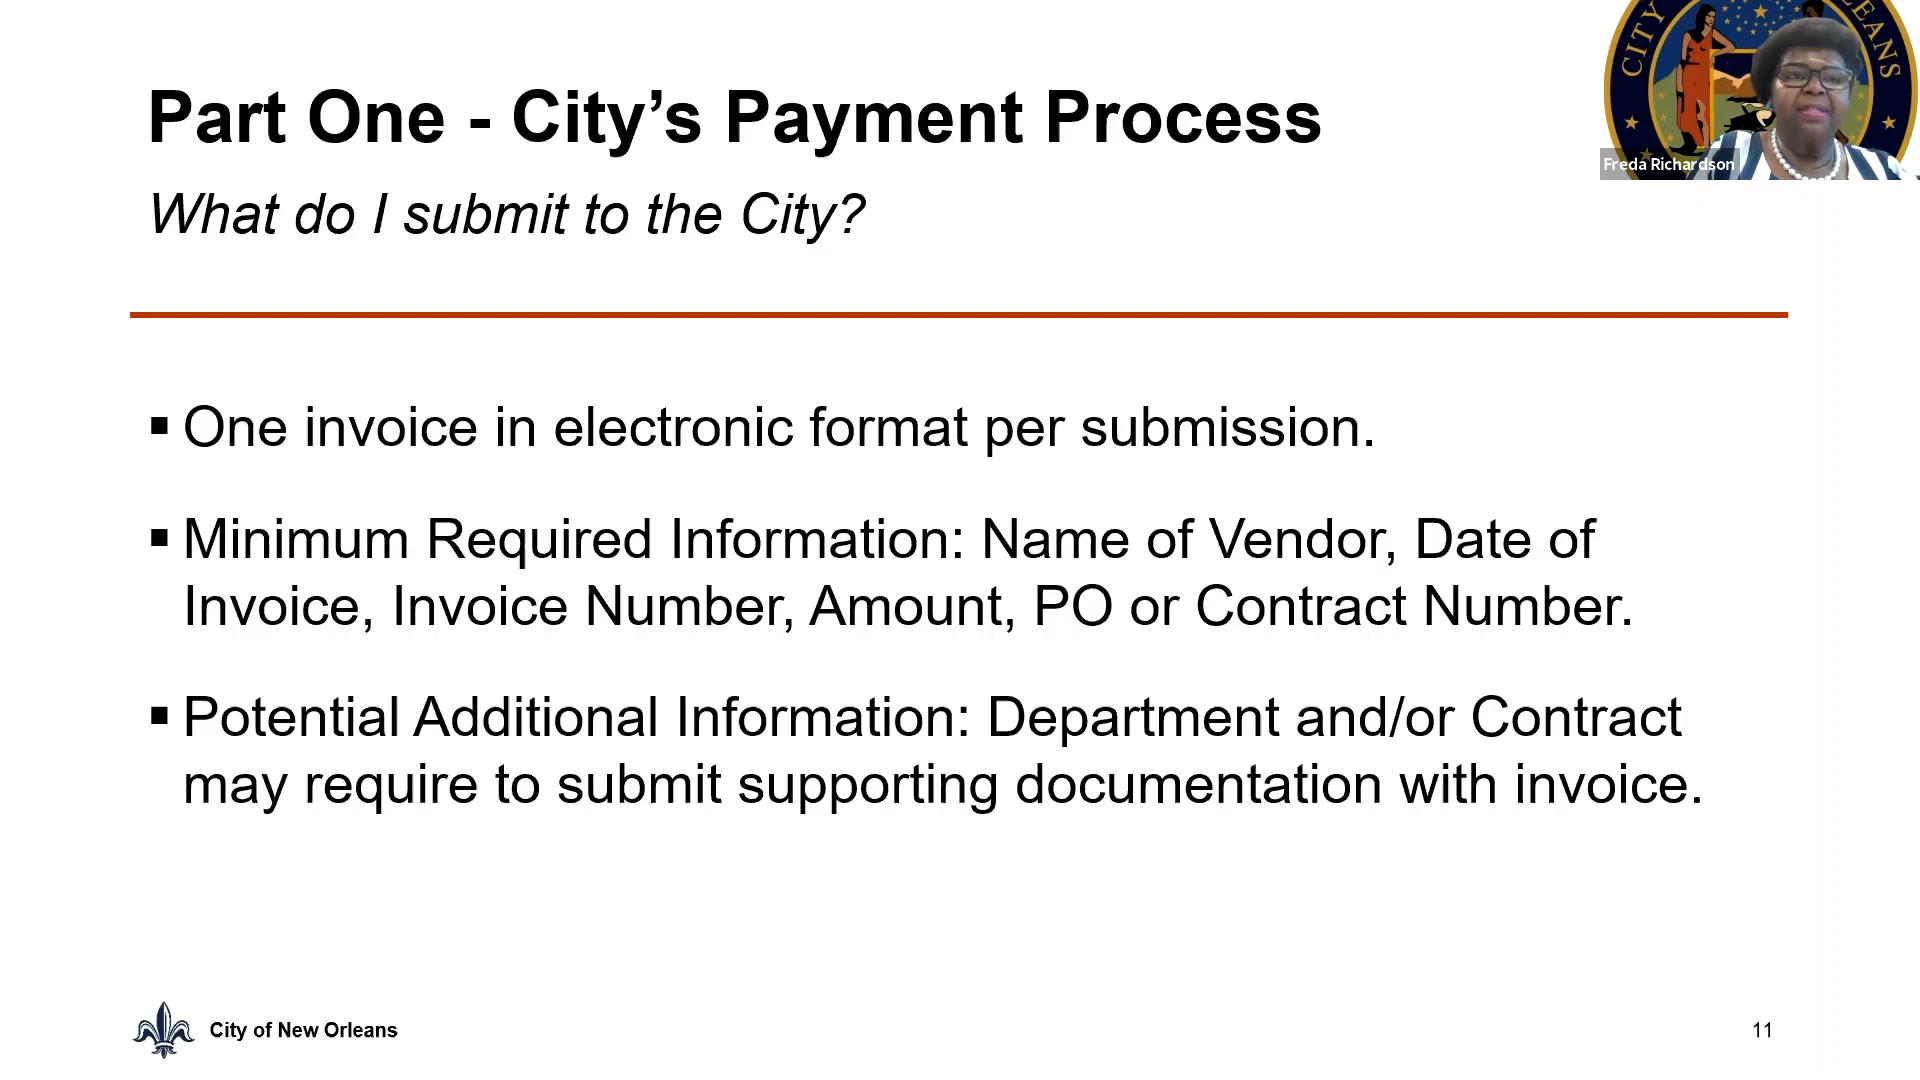 Part One - City’s Payment Process
What do I submit to the City?
CITY
LEANS
Freda Richardson
▪ One invoice in electronic format per submission.
▪ Minimum Required Information: Name of Vendor, Date of
Invoice, Invoice Number, Amount, PO or Contract Number.
▪ Potential Additional Information: Department and/or Contract
may require to submit supporting documentation with invoice.
City of New Orleans
11